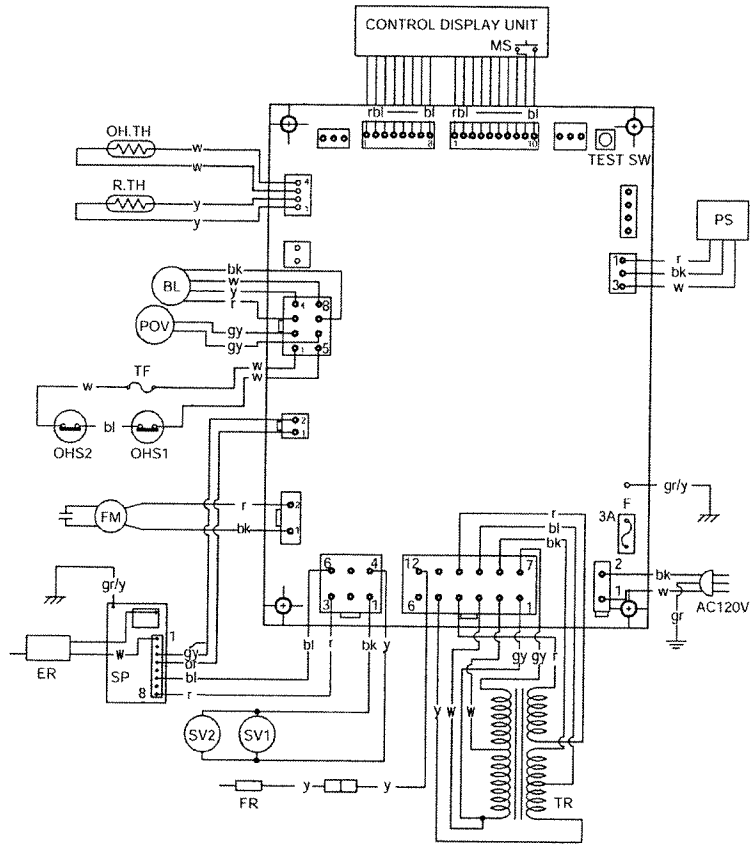 CONTROL DISPLAY UNIT
MS
rbl bl rbl bl
1 8 1 10
TEST SW
OH.TH w
w
4
R.TH y
1
y
PS
1 r
bk
3 w
BL bk
w
y
r
4 8
POV gy
gy
1 5
TF w
w
w
OHS2 bl OHS1
2
1
FM r
bk
2
1
gr/y
F
3A
2
bk
1 w
AC120V
gr
6 4
3 1
12 7
6 1
r
bl
bk
gr/y
ER w
SP
1
8
gy
bl
bl
r
bl r bk y
SV2 SV1
y w w w gy gy r
FR y y
TR